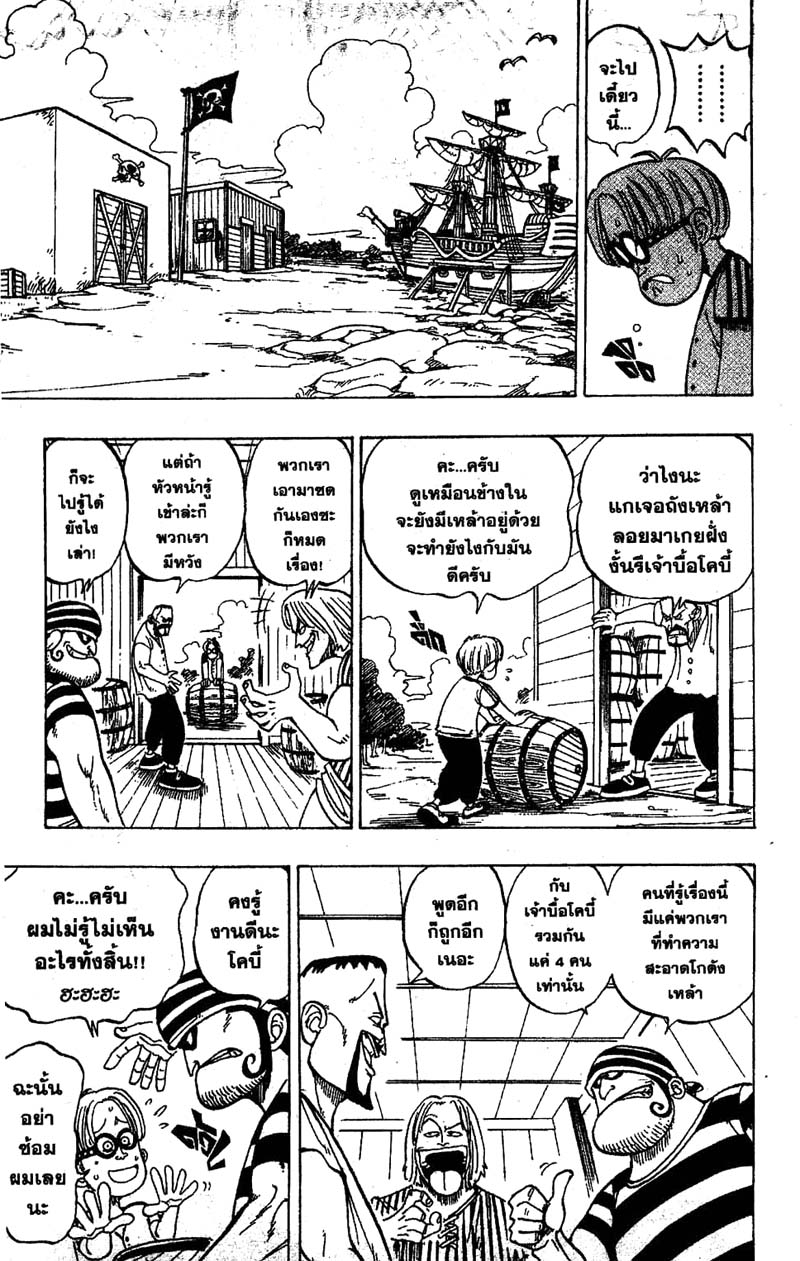 ........
........
จะไป
เดี๋ยว
นี้...
ว่าไงนะ
แกเจอถังเหล้า
ลอยมาเกยฝั่ง
งั้นรึเจ้าบื้อโคบี้
คะ...ครับ
ดูเหมือนข้างใน
จะยังมีเหล้าอยู่ด้วย
จะทำยังไงกับมัน
ดีครับ
พวกเรา
เอามาซด
กันเองซะ
ก็หมด
เรื่อง!
แต่ถ้า
หัวหน้ารู้
เข้าล่ะก็
พวกเรา
มีหวัง
ก็จะ
ไปรู้ได้
ยังไง
เล่า!
คนที่รู้เรื่องนี้
มีแค่พวกเรา
ที่ทำความ
สะอาดโกดัง
เหล้า
กับ
เจ้าบื้อโคบี้
รวมกัน
แค่ 4 คน
เท่านั้น
พูดอีก
ก็ถูกอีก
เนอะ
คงรู้
งานดีนะ
โคบี้
คะ...ครับ
ผมไม่รู้ไม่เห็น
อะไรทั้งสิ้น!!
ฮะฮะฮะ
ฉะนั้น
อย่า
ซ้อม
ผมเลย
นะ